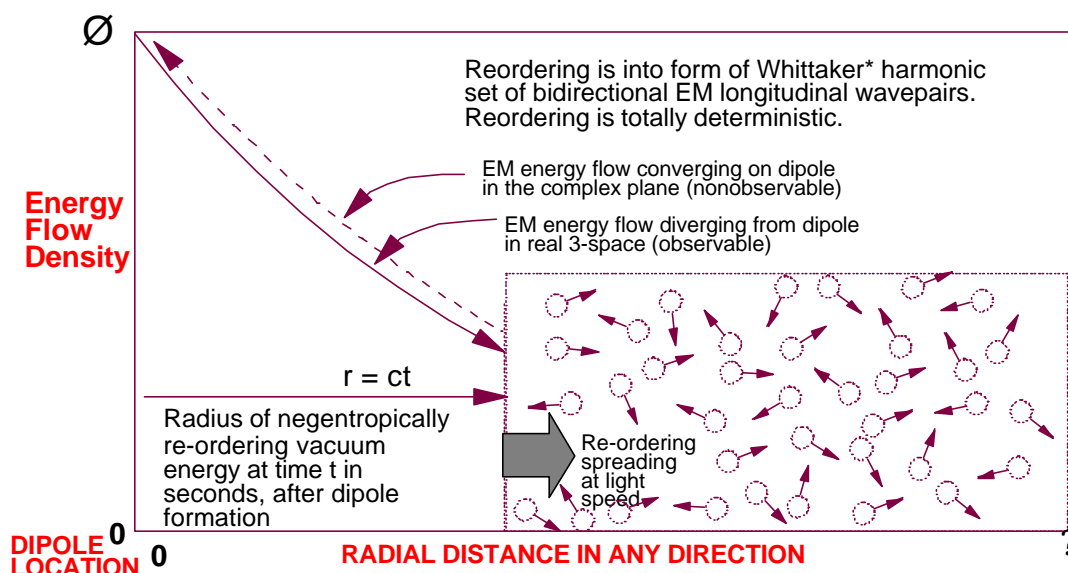 Ø
Reordering is into form of Whittaker* harmonic
set of bidirectional EM longitudinal wavepairs.
Reordering is totally deterministic.
EM energy flow converging on dipole
in the complex plane (nonobservable)
EM energy flow diverging from dipole
in real 3-space (observable)
Energy
Flow
Density
r = ct
Radius of negentropically
re-ordering vacuum
energy at time t in
seconds, after dipole
formation
Re-ordering
spreading
at light
speed
0
DIPOLE
LOCATION
0
RADIAL DISTANCE IN ANY DIRECTION